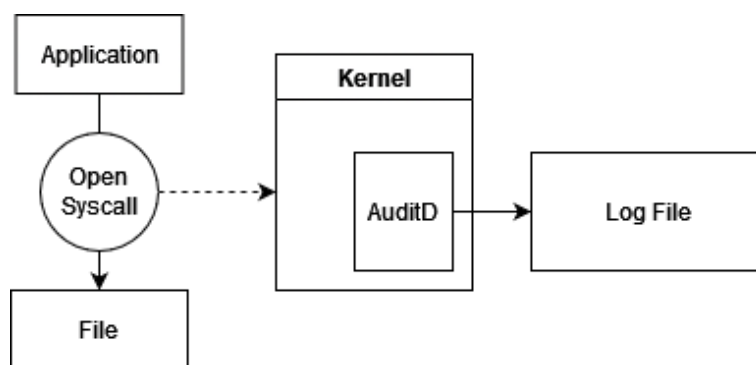 Application
Kernel
Open
Syscall
AuditD
Log File
File